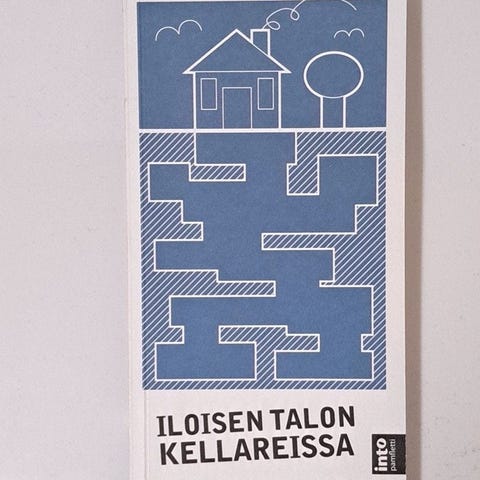 ILOISEN TALON
KELLAREISSA
into
pamfletti